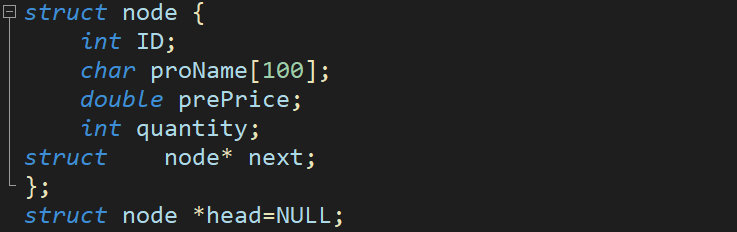 struct node {
    int ID;
    char proName[100];
    double prePrice;
    int quantity;
struct    node* next;
};
struct node *head=NULL;